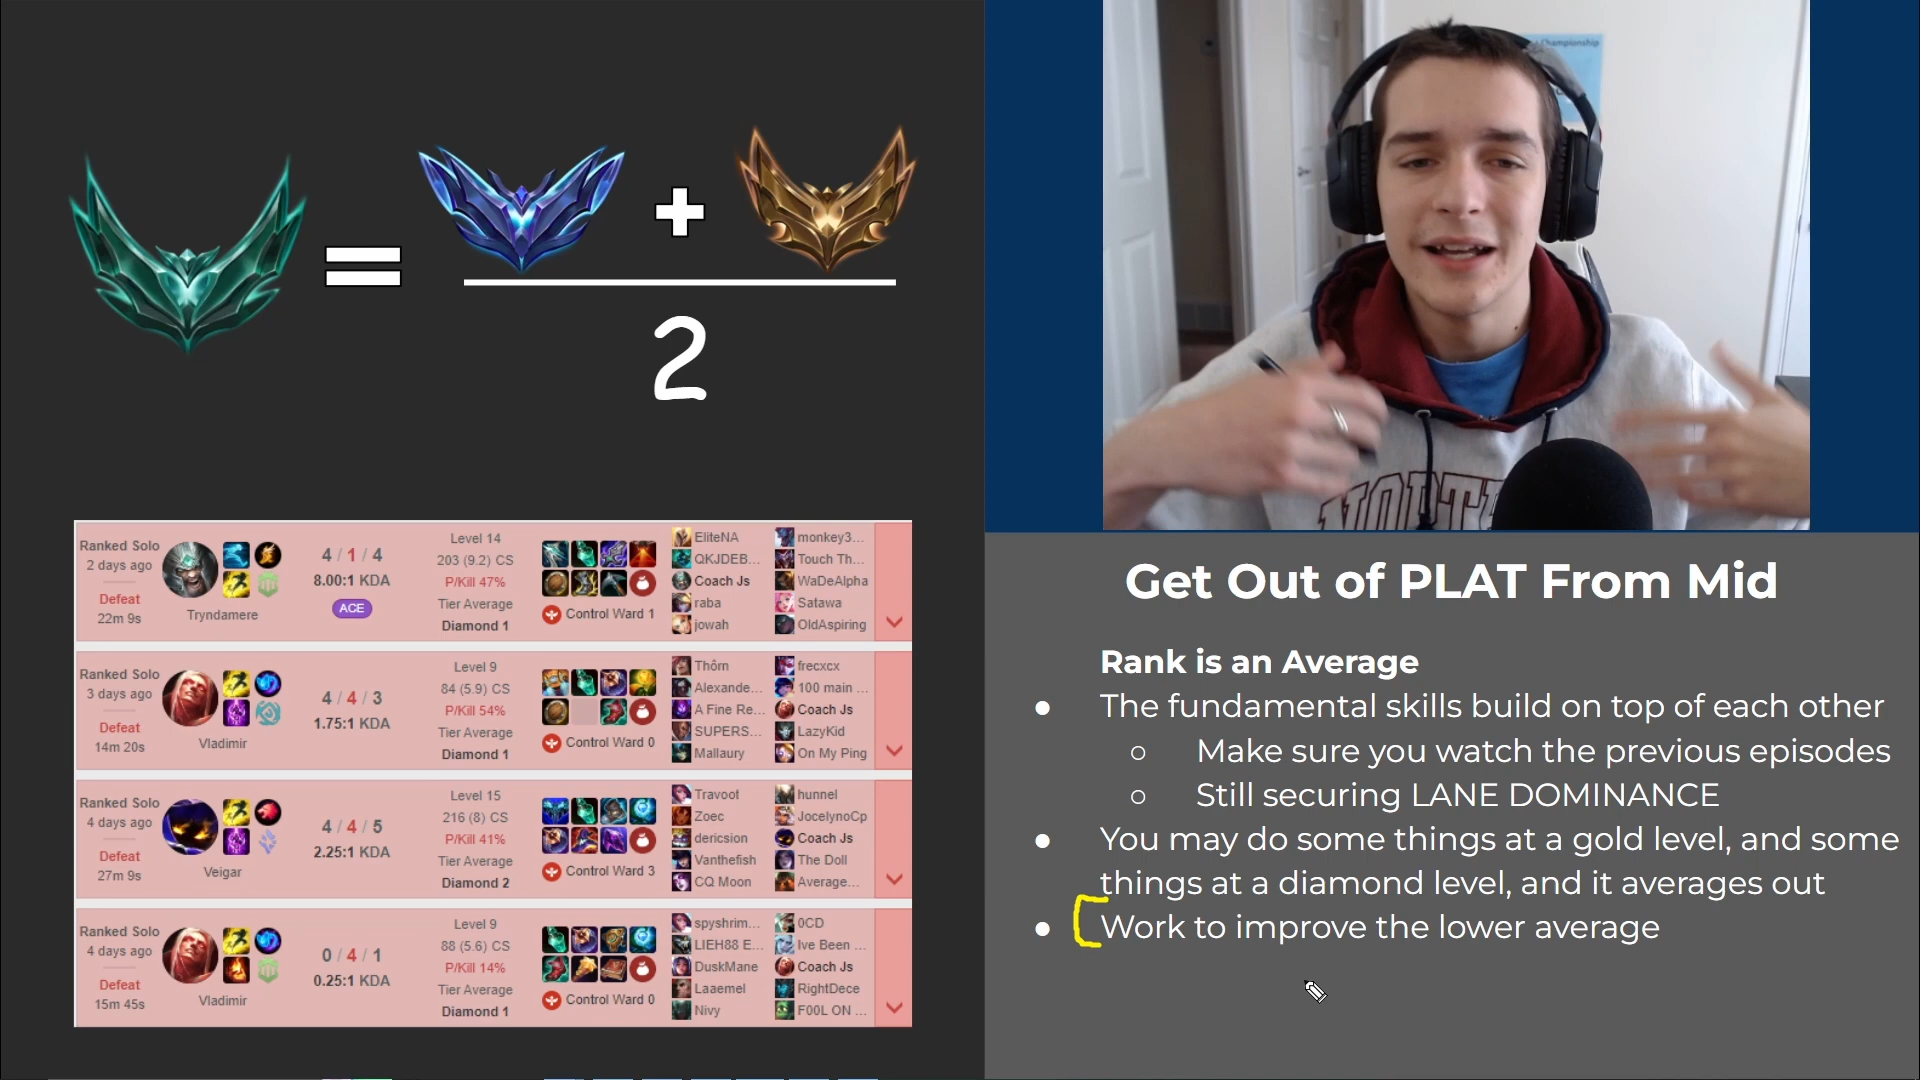 2
Ranked Solo
2 days ago
Defeat
22m 9s
Tryndamere
4 / 1 / 4
8.00:1 KDA
ACE
Level 14
203 (9.2) CS
P/Kill 47%
Tier Average
Diamond 1
Control Ward 1
EliteNA
QKJDEB...
Coach Js
raba
jowah
monkey3...
Touch Th...
WaDeAlpha
Satawa
OldAspiring
Ranked Solo
3 days ago
Defeat
14m 20s
Vladimir
4 / 4 / 3
1.75:1 KDA
Level 9
84 (5.9) CS
P/Kill 54%
Tier Average
Diamond 1
Control Ward 0
Thôrn
Alexande...
A Fine Re...
SUPERS...
Mallaury
frecxcx
100 main ...
Coach Js
LazyKid
On My Ping
Ranked Solo
4 days ago
Defeat
27m 9s
Veigar
4 / 4 / 5
2.25:1 KDA
Level 15
216 (8) CS
P/Kill 41%
Tier Average
Diamond 2
Control Ward 3
Travoot
Zoec
dericsion
Vanthefish
CQ Moon
hunnel
JocelynoCp
Coach Js
The Doll
Average...
Ranked Solo
4 days ago
Defeat
15m 45s
Vladimir
0 / 4 / 1
0.25:1 KDA
Level 9
88 (5.6) CS
P/Kill 14%
Tier Average
Diamond 1
Control Ward 0
spyshrim...
LIEH88 E...
DuskMane
Laaemel
Nivy
0CD
Ive Been ...
Coach Js
RightDece
F00L ON ...
Championship
Get Out of PLAT From Mid
Rank is an Average
● The fundamental skills build on top of each other
○ Make sure you watch the previous episodes
○ Still securing LANE DOMINANCE
● You may do some things at a gold level, and some
things at a diamond level, and it averages out
● Work to improve the lower average